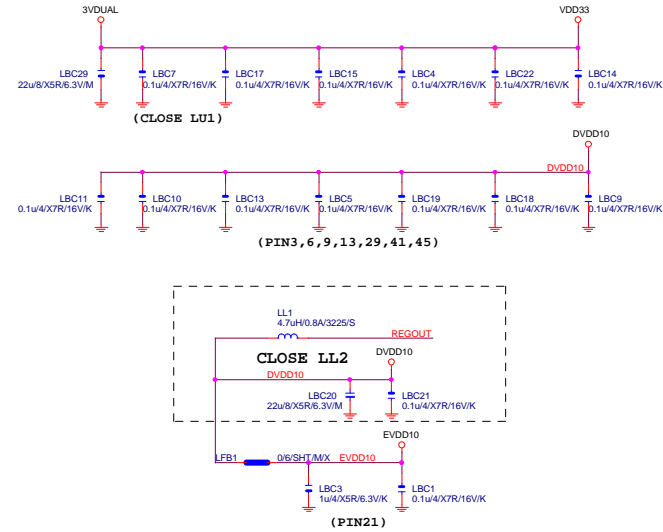 3VDUAL VDD33
LBC29 LBC7 LBC17 LBC15 LBC4 LBC22 LBC14
22u/8/X5R/6.3V/M 0.1u/4/X7R/16V/K 0.1u/4/X7R/16V/K 0.1u/4/X7R/16V/K 0.1u/4/X7R/16V/K 0.1u/4/X7R/16V/K 0.1u/4/X7R/16V/K
(CLOSE LU1)
DVDD10
DVDD10
LBC11 LBC10 LBC13 LBC5 LBC19 LBC18 LBC9
0.1u/4/X7R/16V/K 0.1u/4/X7R/16V/K 0.1u/4/X7R/16V/K 0.1u/4/X7R/16V/K 0.1u/4/X7R/16V/K 0.1u/4/X7R/16V/K 0.1u/4/X7R/16V/K
(PIN3,6,9,13,29,41,45)
LL1
4.7uH/0.8A/3225/S
REGOUT
CLOSE LL2 DVDD10
DVDD10
LBC20 LBC21
22u/8/X5R/6.3V/M 0.1u/4/X7R/16V/K
EVDD10
LFB1 0/6/SHT/M/X EVDD10
LBC3 LBC1
1u/4/X5R/6.3V/K 0.1u/4/X7R/16V/K
(PIN21)